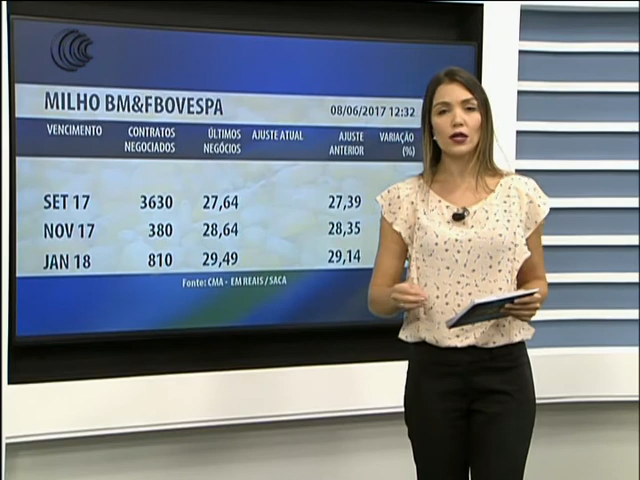 MILHO BM&FBOVESPA
08/06/2017 12:32
VENCIMENTO CONTRATOS NEGOCIADOS ÚLTIMOS NEGÓCIOS AJUSTE ATUAL AJUSTE ANTERIOR VARIAÇÃO (%)
SET 17 3630 27,64 27,39
NOV 17 380 28,64 28,35
JAN 18 810 29,49 29,14
Fonte: CMA - EM REAIS / SACA